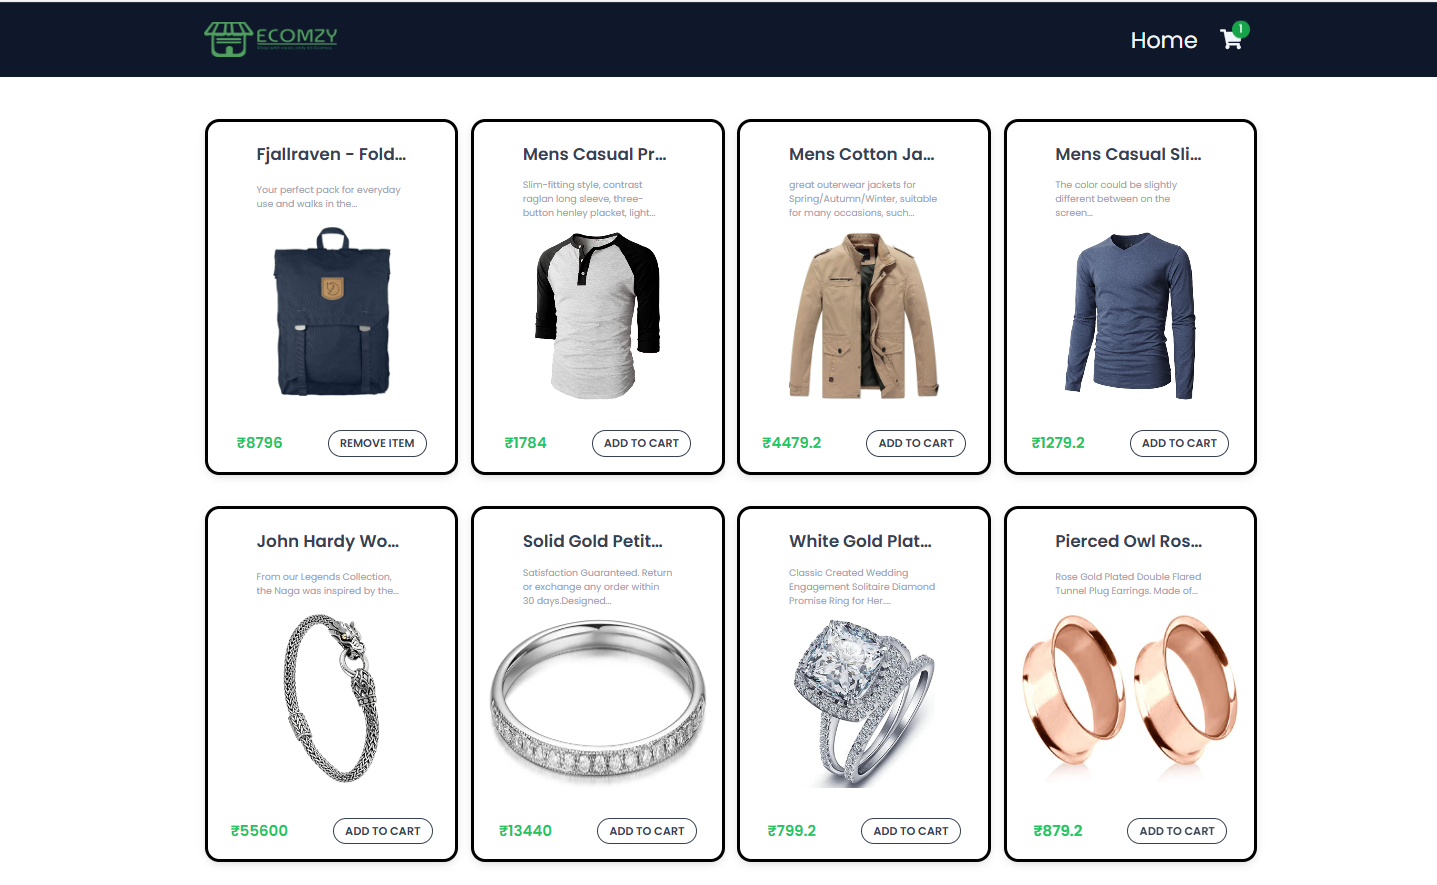 ECOMZY
Home
1
Fjallraven - Fold...
Your perfect pack for everyday
use and walks in the...
₹8796
REMOVE ITEM
Mens Casual Pr...
Slim-fitting style, contrast
raglan long sleeve, three-
button henley placket, light...
₹1784
ADD TO CART
Mens Cotton Ja...
great outerwear jackets for
Spring/Autumn/Winter, suitable
for many occasions, such...
₹4479.2
ADD TO CART
Mens Casual Sli...
The color could be slightly
different between on the
screen...
₹1279.2
ADD TO CART
John Hardy Wo...
From our Legends Collection,
the Naga was inspired by the...
₹55600
ADD TO CART
Solid Gold Petit...
Satisfaction Guaranteed. Return
or exchange any order within
30 days.Designed...
₹13440
ADD TO CART
White Gold Plat...
Classic Created Wedding
Engagement Solitaire Diamond
Promise Ring for Her....
₹799.2
ADD TO CART
Pierced Owl Ros...
Rose Gold Plated Double Flared
Tunnel Plug Earrings. Made of...
₹879.2
ADD TO CART